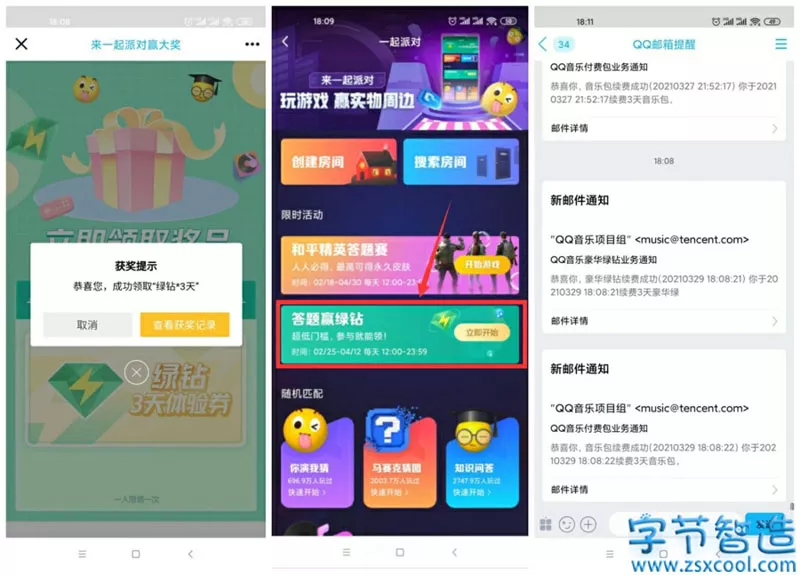 18:08
来一起派对赢大奖
立即领取奖品
获奖提示
恭喜您，成功领取"绿钻*3天"
取消
查看获奖记录
绿钻
3天体验券
一人限领一次
18:09
一起派对
来一起派对
玩游戏 赢实物周边
创建房间
搜索房间
限时活动
和平精英答题赛
人人必得，最高可得永久皮肤
时间：02/18-04/30 每天 12:00-23:59
开始游戏
答题赢绿钻
超低门槛，参与就能领！
时间：02/25-04/12 每天 12:00-23:59
立即开始
随机匹配
你演我猜
696.9万人玩过
快速开始 >
马赛克猜图
3003.7万人玩过
快速开始 >
知识问答
2747.9万人玩过
快速开始 >
18:11
34
QQ邮箱提醒
QQ音乐付费包业务通知
恭喜你，音乐包续费成功(20210327 21:52:17) 你于20210
327 21:52:17续费3天音乐包。
邮件详情
18:08
新邮件通知
"QQ音乐项目组" <music@tencent.com>
QQ音乐豪华绿钻业务通知
恭喜你，豪华绿钻续费成功(20210329 18:08:21) 你于20
210329 18:08:21续费3天豪华绿
邮件详情
新邮件通知
"QQ音乐项目组" <music@tencent.com>
QQ音乐付费包业务通知
恭喜你，音乐包续费成功(20210329 18:08:22) 你于20210
329 18:08:22续费3天音乐包。
邮件详情
发送
字节智造
www.zsxcool.com